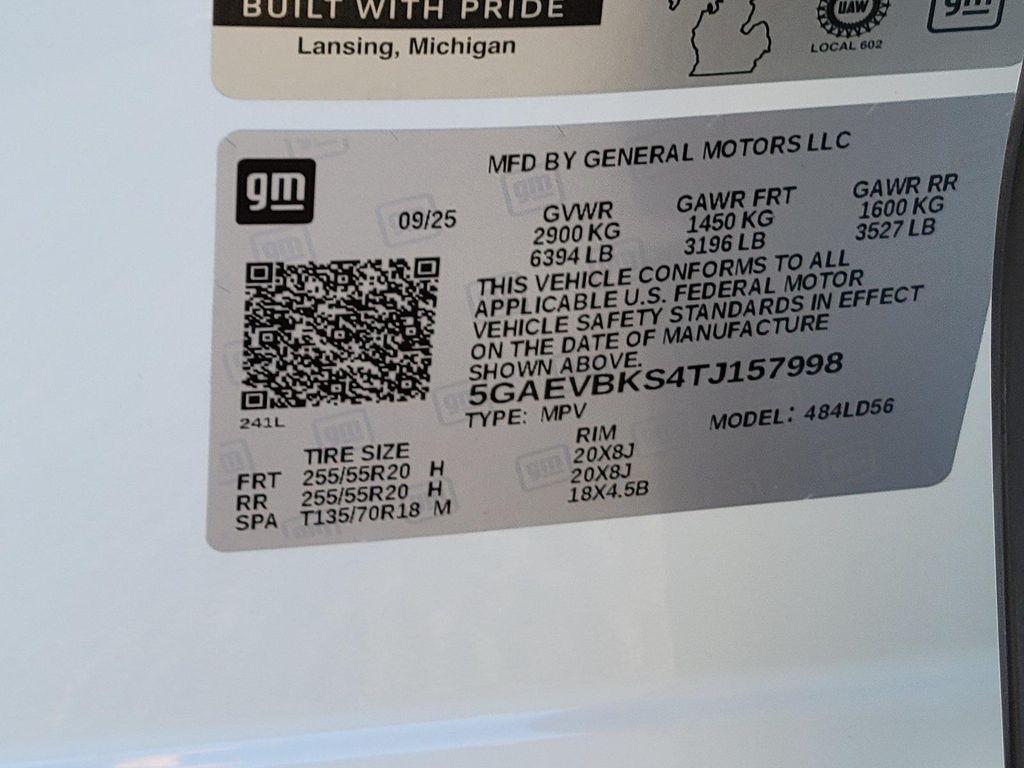 BUILT WITH PRIDE
Lansing, Michigan
UAW
LOCAL 602
gm
gm
MFD BY GENERAL MOTORS LLC
09/25
GVWR
2900 KG
6394 LB
GAWR FRT
1450 KG
3196 LB
GAWR RR
1600 KG
3527 LB
THIS VEHICLE CONFORMS TO ALL
APPLICABLE U.S. FEDERAL MOTOR
VEHICLE SAFETY STANDARDS IN EFFECT
ON THE DATE OF MANUFACTURE
SHOWN ABOVE.
5GAEVBKS4TJ157998
TYPE: MPV
MODEL: 484LD56
241L
TIRE SIZE
RIM
FRT 255/55R20 H 20X8J
RR 255/55R20 H 20X8J
SPA T135/70R18 M 18X4.5B